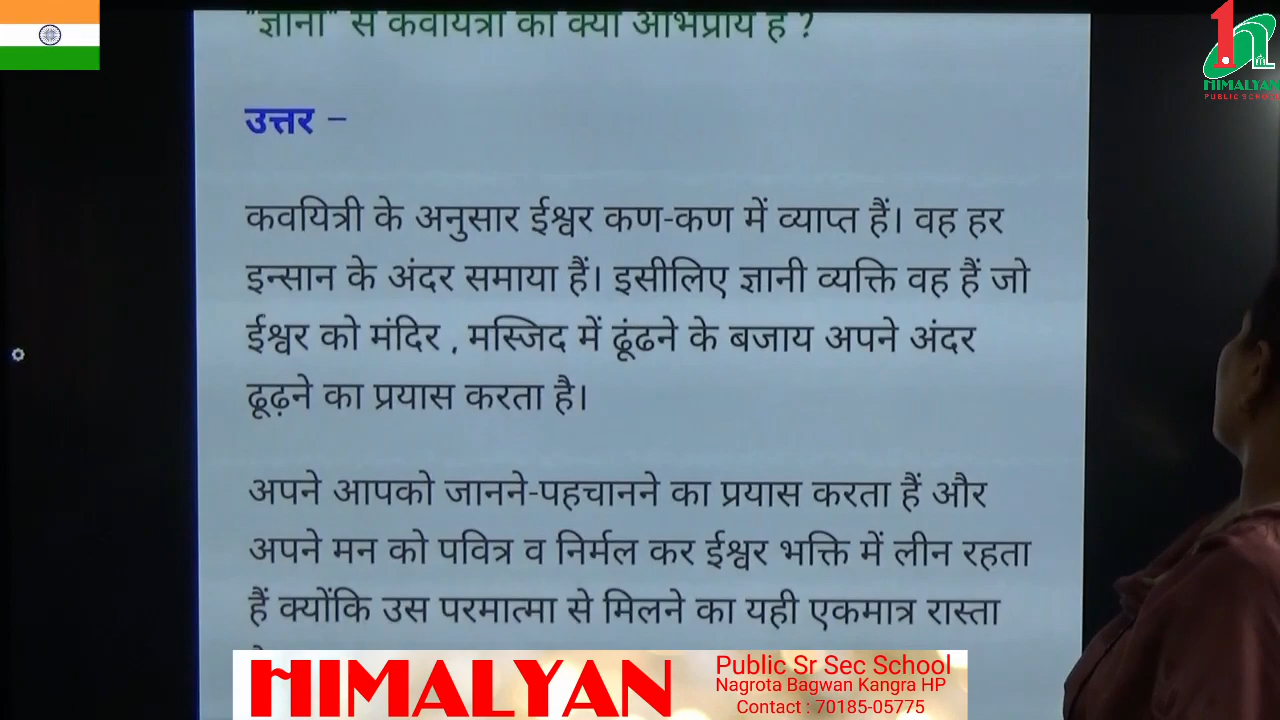 "ज्ञानी" से कवयित्री का क्या अभिप्राय है ?
HIMALYAN
PUBLIC SCHOOL
उत्तर –
कवयित्री के अनुसार ईश्वर कण-कण में व्याप्त हैं। वह हर
इन्सान के अंदर समाया हैं। इसीलिए ज्ञानी व्यक्ति वह हैं जो
ईश्वर को मंदिर , मस्जिद में ढूंढने के बजाय अपने अंदर
ढूढ़ने का प्रयास करता है।
अपने आपको जानने-पहचानने का प्रयास करता हैं और
अपने मन को पवित्र व निर्मल कर ईश्वर भक्ति में लीन रहता
हैं क्योंकि उस परमात्मा से मिलने का यही एकमात्र रास्ता
HIMALYAN
Public Sr Sec School
Nagrota Bagwan Kangra HP
Contact : 70185-05775